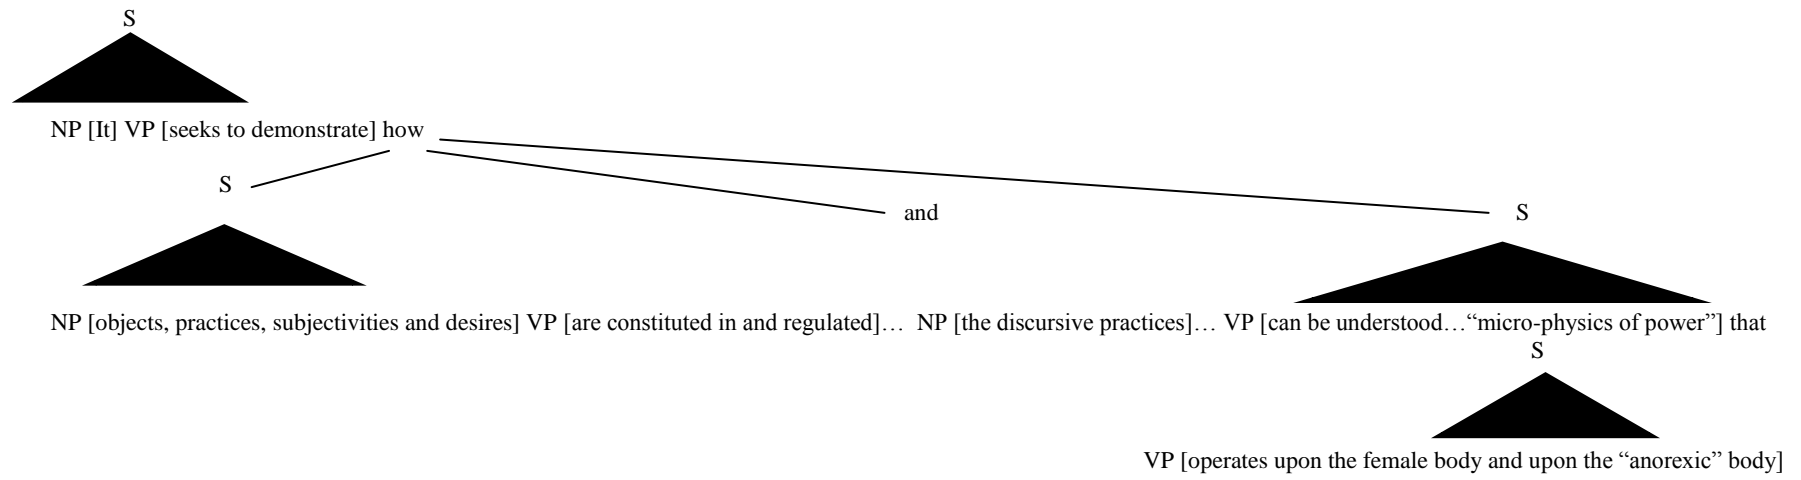 S
NP [It] VP [seeks to demonstrate] how
S
and
S
NP [objects, practices, subjectivities and desires] VP [are constituted in and regulated]… NP [the discursive practices]… VP [can be understood…“micro-physics of power”] that
S
VP [operates upon the female body and upon the “anorexic” body]